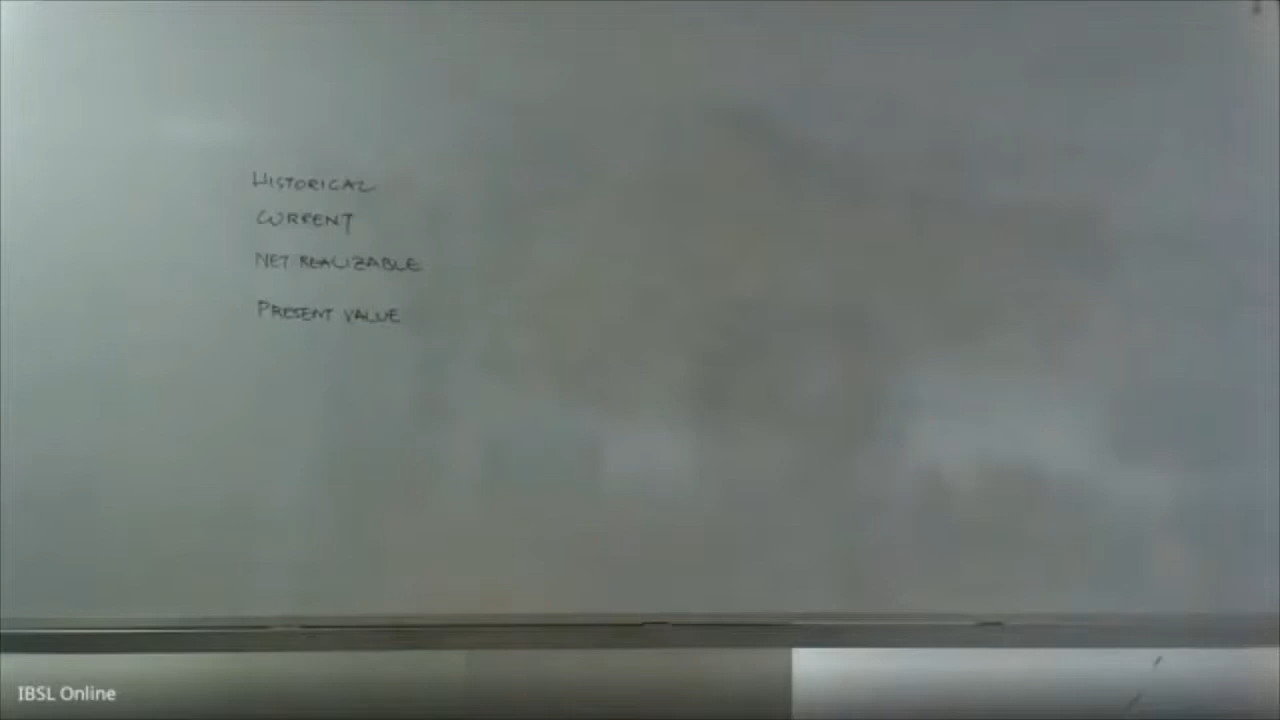 HISTORICAL
CURRENT
NET REALIZABLE
PRESENT VALUE
IBSL Online